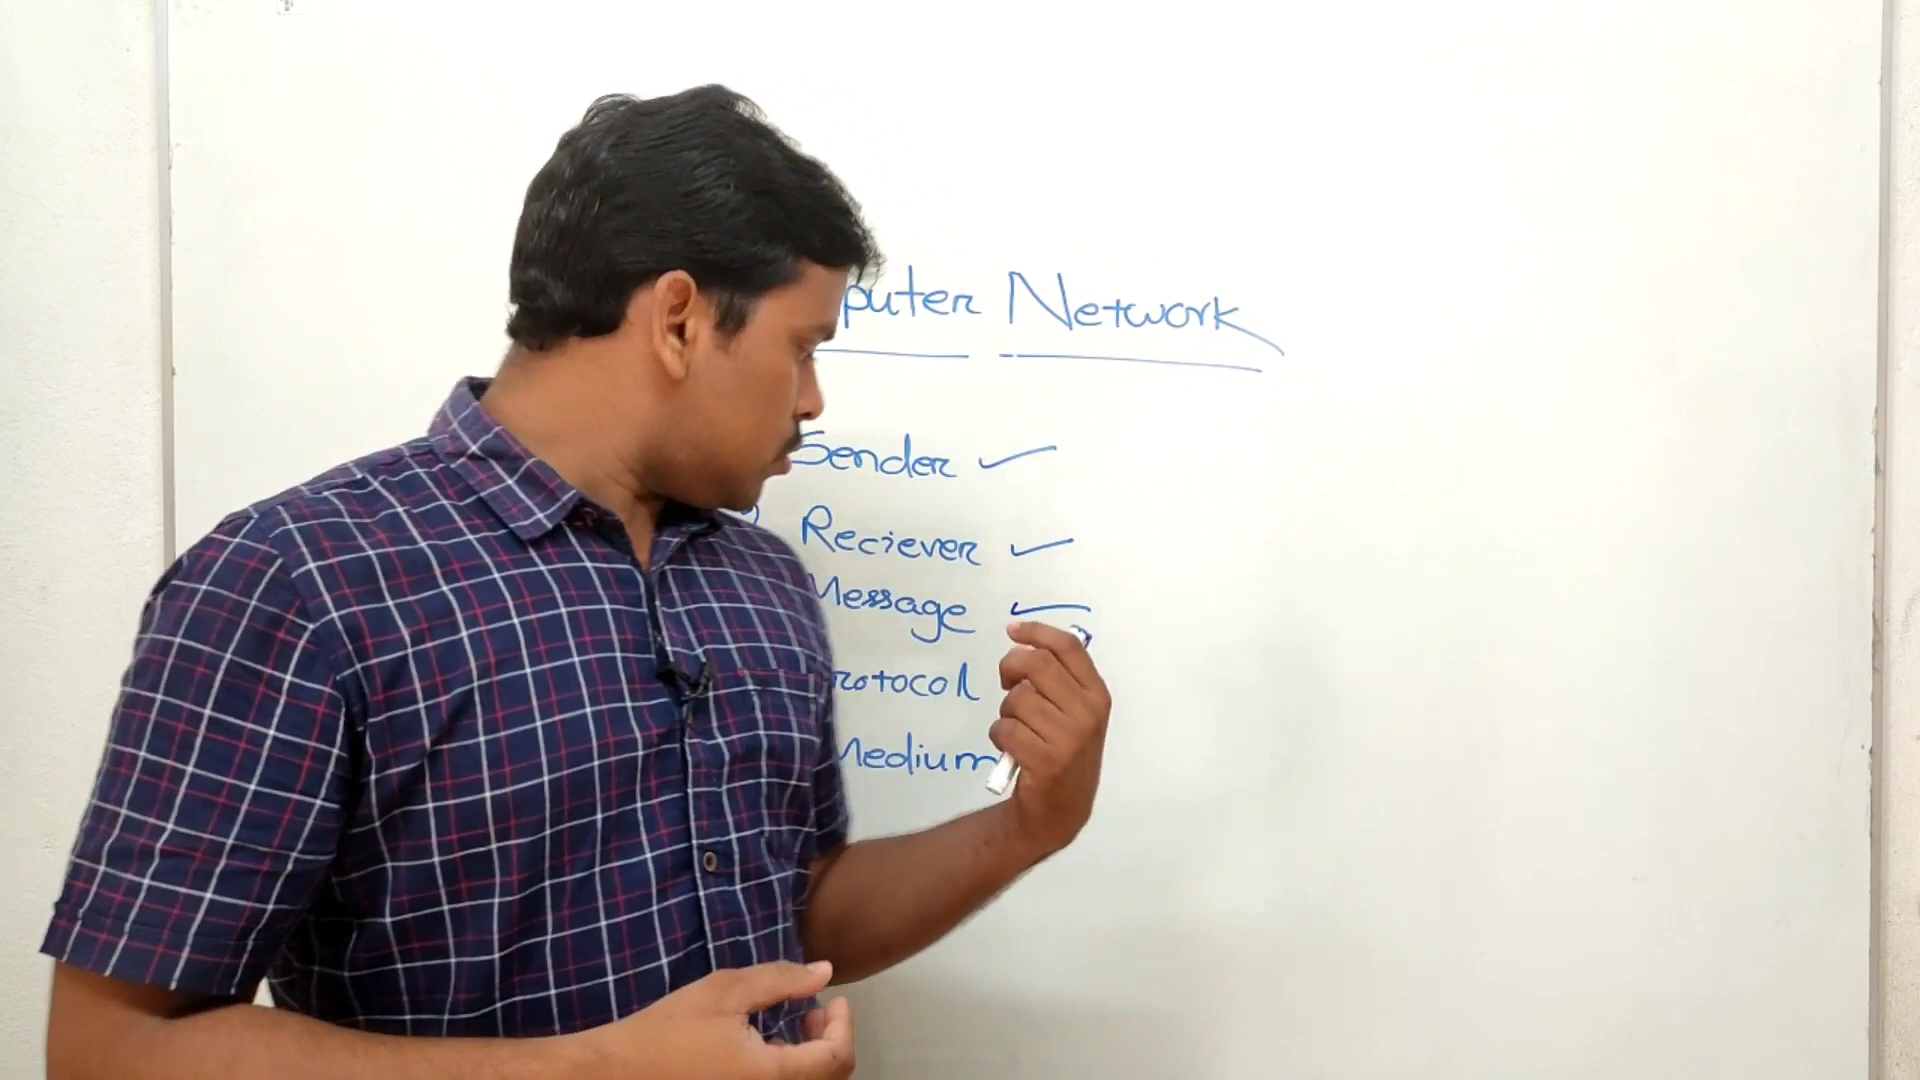 puter Network
Sender
Reciever
Message
rotocol
Medium